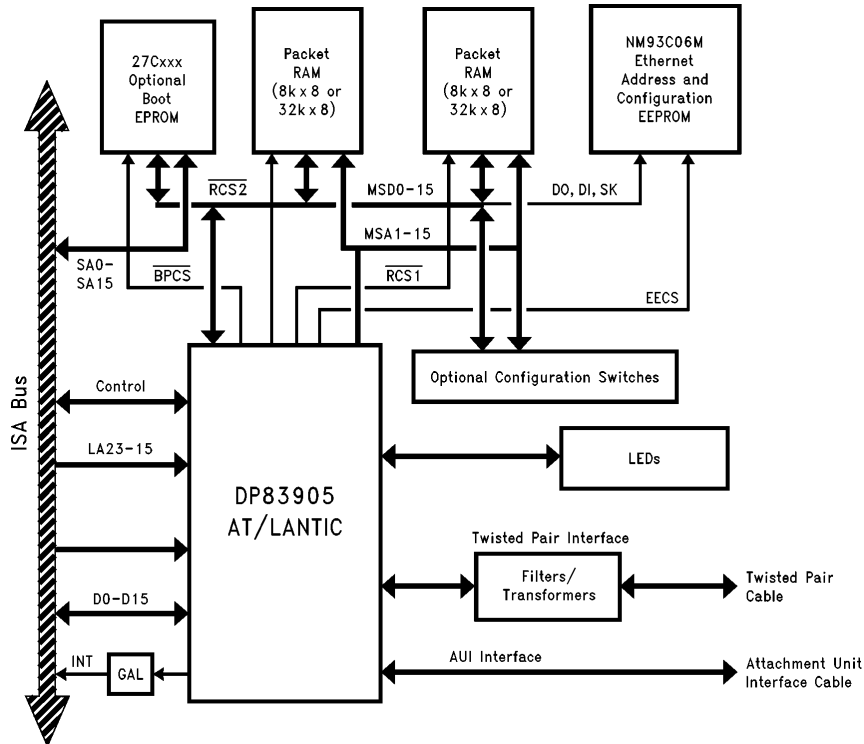 27Cxxx
Optional
Boot
EPROM
Packet
RAM
(8k x 8 or
32k x 8)
Packet
RAM
(8k x 8 or
32k x 8)
NM93C06M
Ethernet
Address and
Configuration
EEPROM
RCS2
MSD0-15
DO, DI, SK
MSA1-15
SA0-
SA15
BPCS
RCS1
EECS
Optional Configuration Switches
ISA Bus
Control
LA23-15
LEDs
DP83905
AT/LANTIC
Twisted Pair Interface
Filters/
Transformers
Twisted Pair
Cable
D0-D15
INT
GAL
AUI Interface
Attachment Unit
Interface Cable